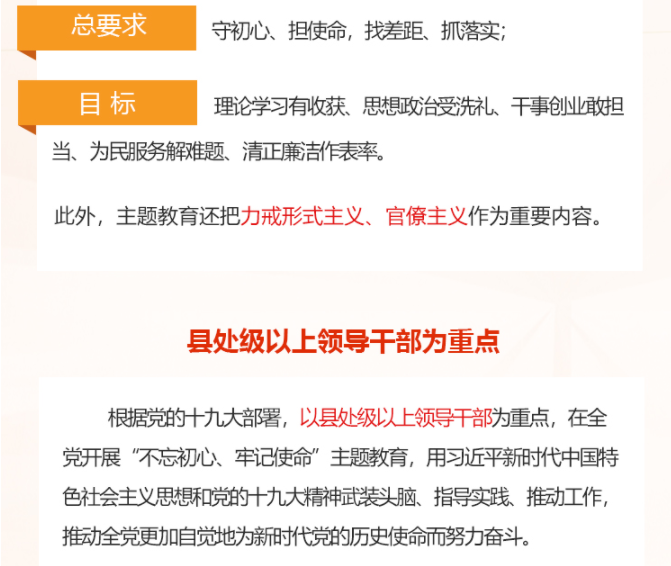 总要求 守初心、担使命，找差距、抓落实；
目标 理论学习有收获、思想政治受洗礼、干事创业敢担
当、为民服务解难题、清正廉洁作表率。
此外，主题教育还把力戒形式主义、官僚主义作为重要内容。
县处级以上领导干部为重点
根据党的十九大部署，以县处级以上领导干部为重点，在全
党开展“不忘初心、牢记使命”主题教育，用习近平新时代中国特
色社会主义思想和党的十九大精神武装头脑、指导实践、推动工作，
推动全党更加自觉地为新时代党的历史使命而努力奋斗。